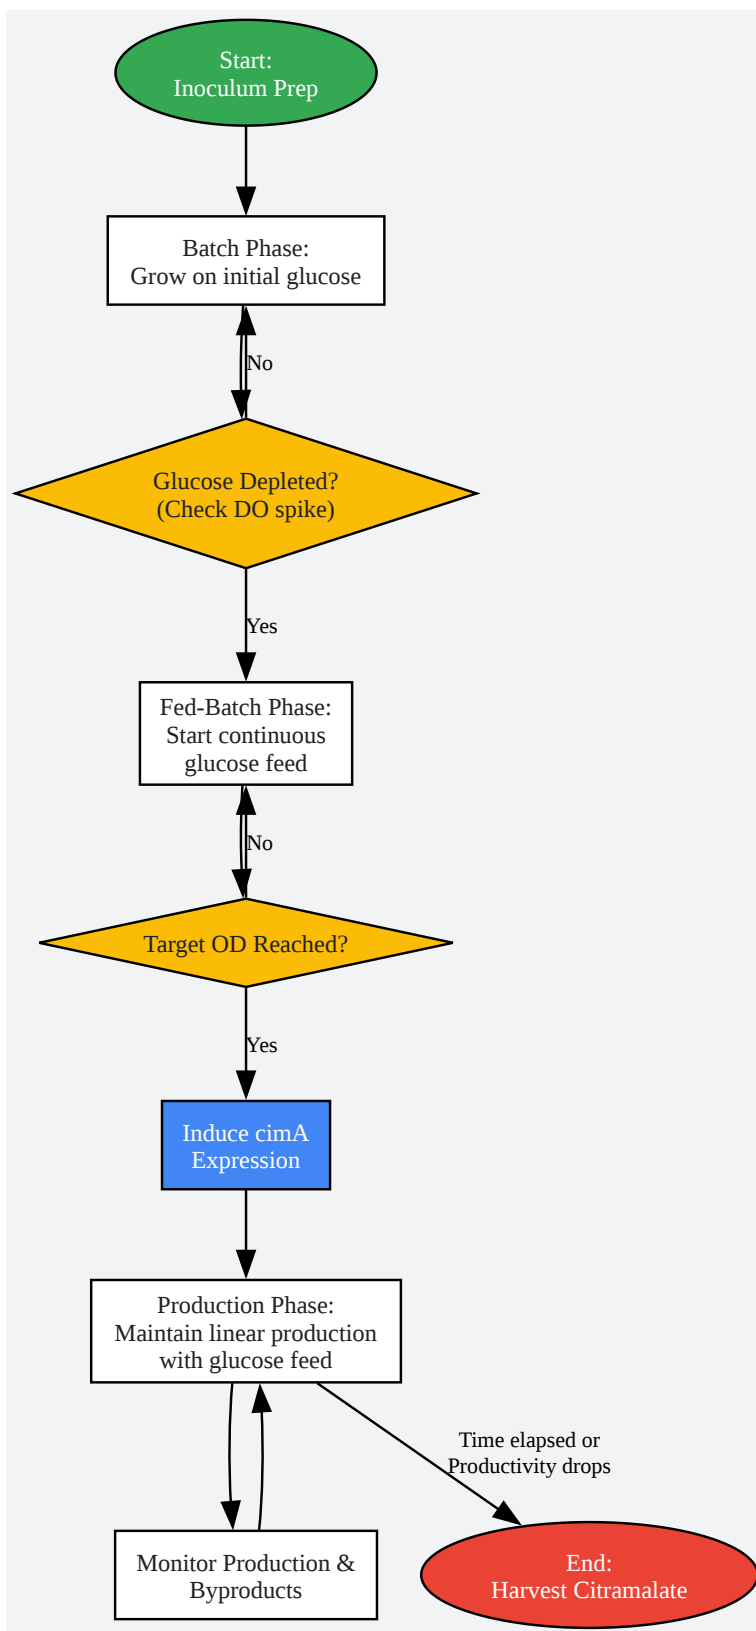 Start:
Inoculum Prep
Batch Phase:
Grow on initial glucose
No
Glucose Depleted?
(Check DO spike)
Yes
Fed-Batch Phase:
Start continuous
glucose feed
No
Target OD Reached?
Yes
Induce cimA
Expression
Production Phase:
Maintain linear production
with glucose feed
Time elapsed or
Productivity drops
Monitor Production &
Byproducts
End:
Harvest Citramalate